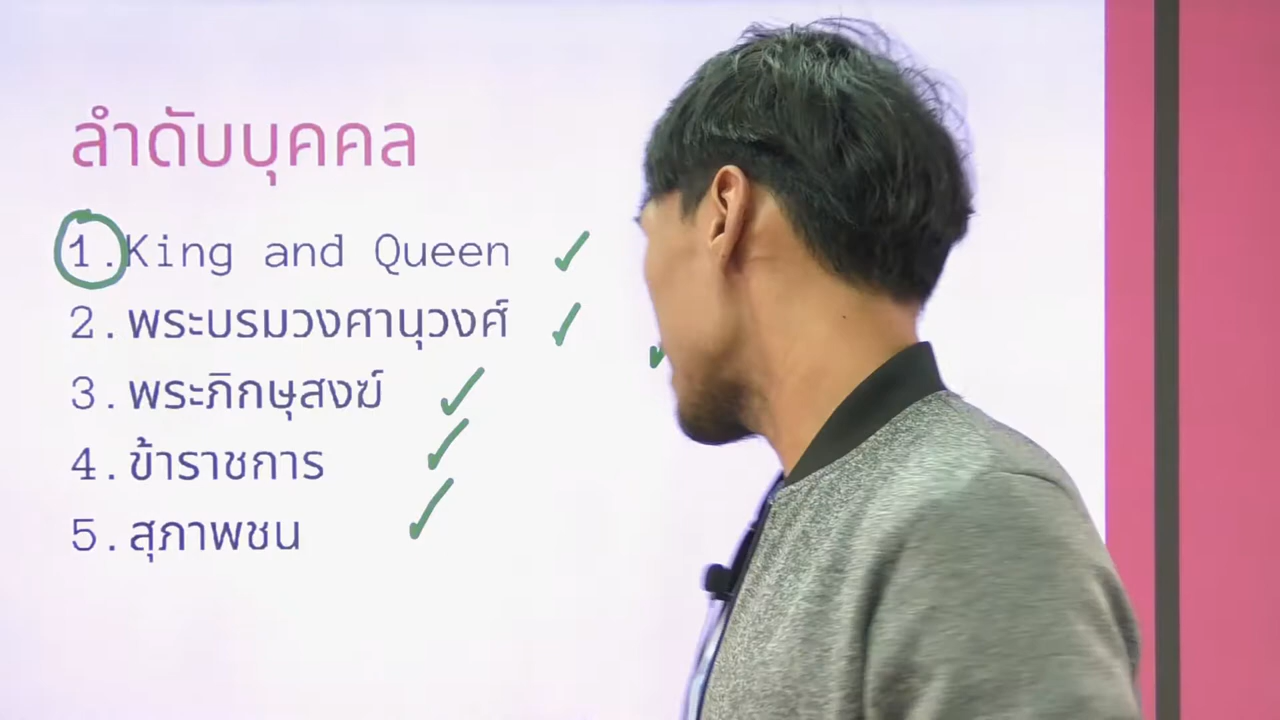 ลำดับบุคคล
1.King and Queen
2.พระบรมวงศานุวงศ์
3.พระภิกษุสงฆ์
4.ข้าราชการ
5.สุภาพชน